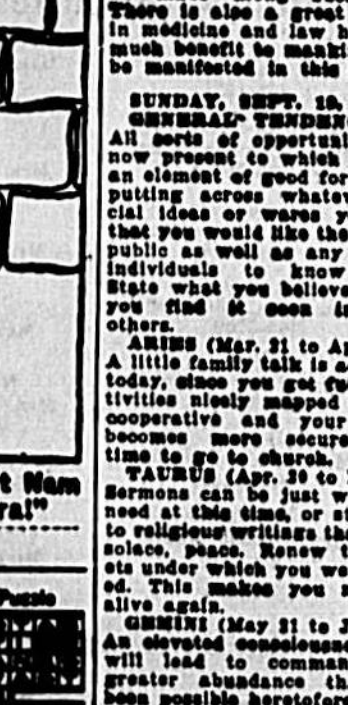 There is also a great
in medicine and law h
much benefit to manki
be manifested in this
SUNDAY, SEPT. 19,
GENERAL TENDEN
All sorts of opportuni
now present to which
an element of good for
putting across whatev
cial ideas or wares y
that you would like the
public as well as any
individuals to know
State what you believe
you find it soon
others.
ARIES (Mar. 21 to Ap
A little family talk is a
today, since you get fu
tivities nicely mapped
cooperative and your
becomes more secure
time to go to church.
TAURUS (Apr. 20 to
Sermons can be just w
need at this time, or st
to religious writings tha
solace, peace. Renew t
ets under which you we
ed. This makes you
alive again.
GEMINI (May 21 to J
An elevated consciousne
will lead to comman
greater abundance th
been possible heretofore
t Nam
ra!"
Puzzle